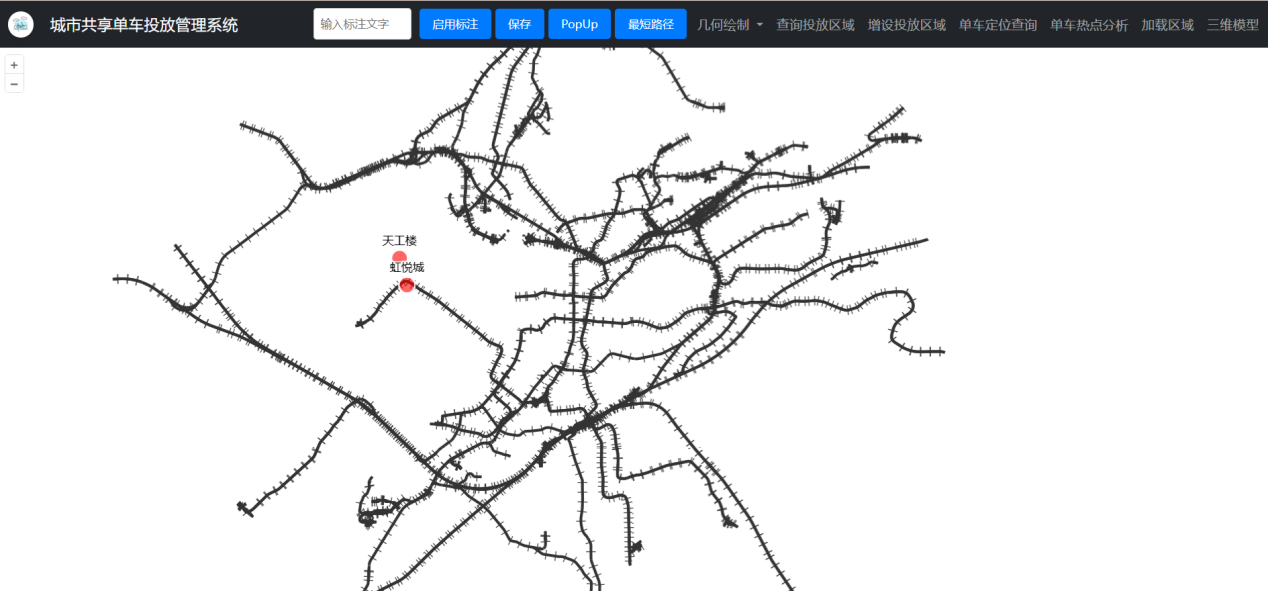 城市共享单车投放管理系统
输入标注文字
启用标注
保存
PopUp
最短路径
几何绘制
查询投放区域
增设投放区域
单车定位查询
单车热点分析
加载区域
三维模型
+
−
天工楼
虹悦城